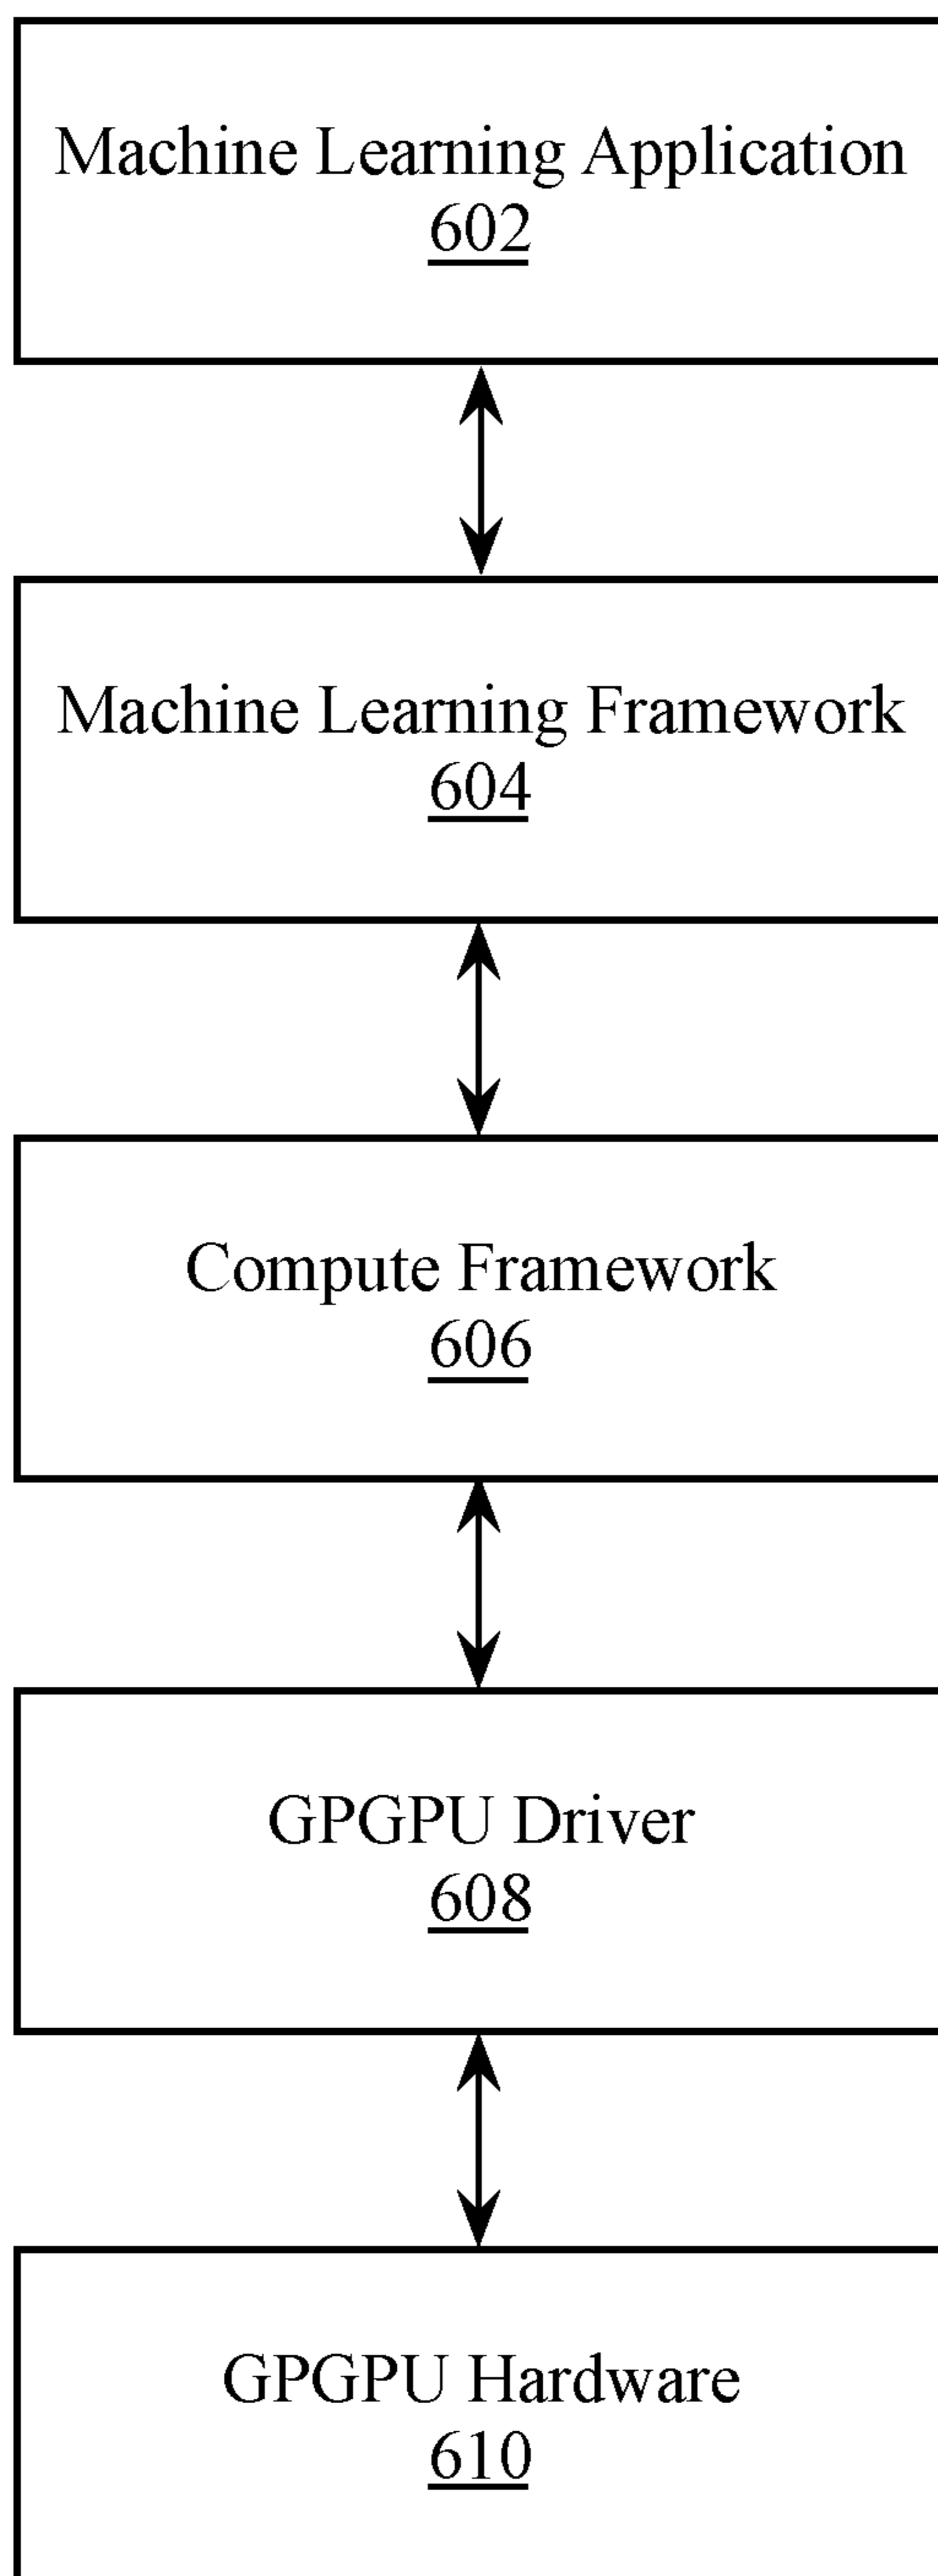 Machine Learning Application
602
Machine Learning Framework
604
Compute Framework
606
GPGPU Driver
608
GPGPU Hardware
610